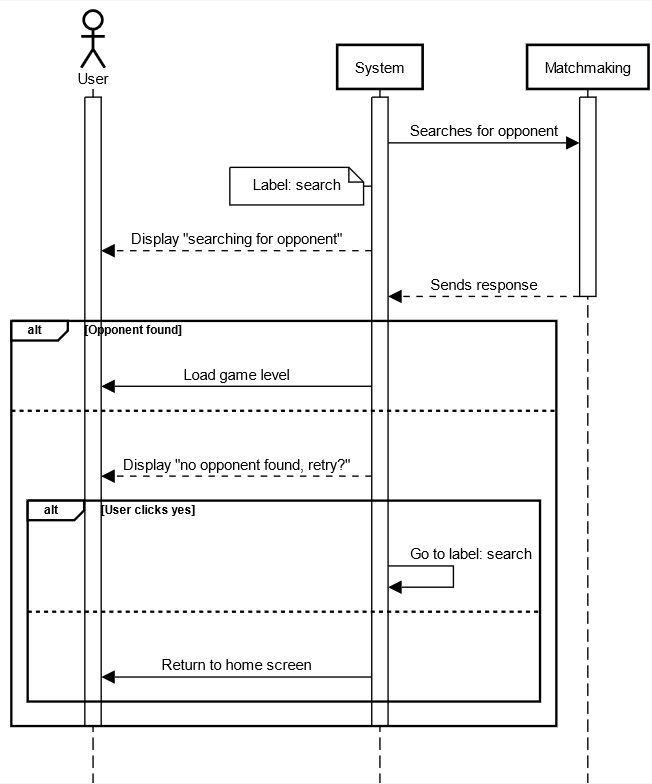 User
System
Matchmaking
Searches for opponent
Label: search
Display "searching for opponent"
Sends response
alt
[Opponent found]
Load game level
Display "no opponent found, retry?"
alt
[User clicks yes]
Go to label: search
Return to home screen